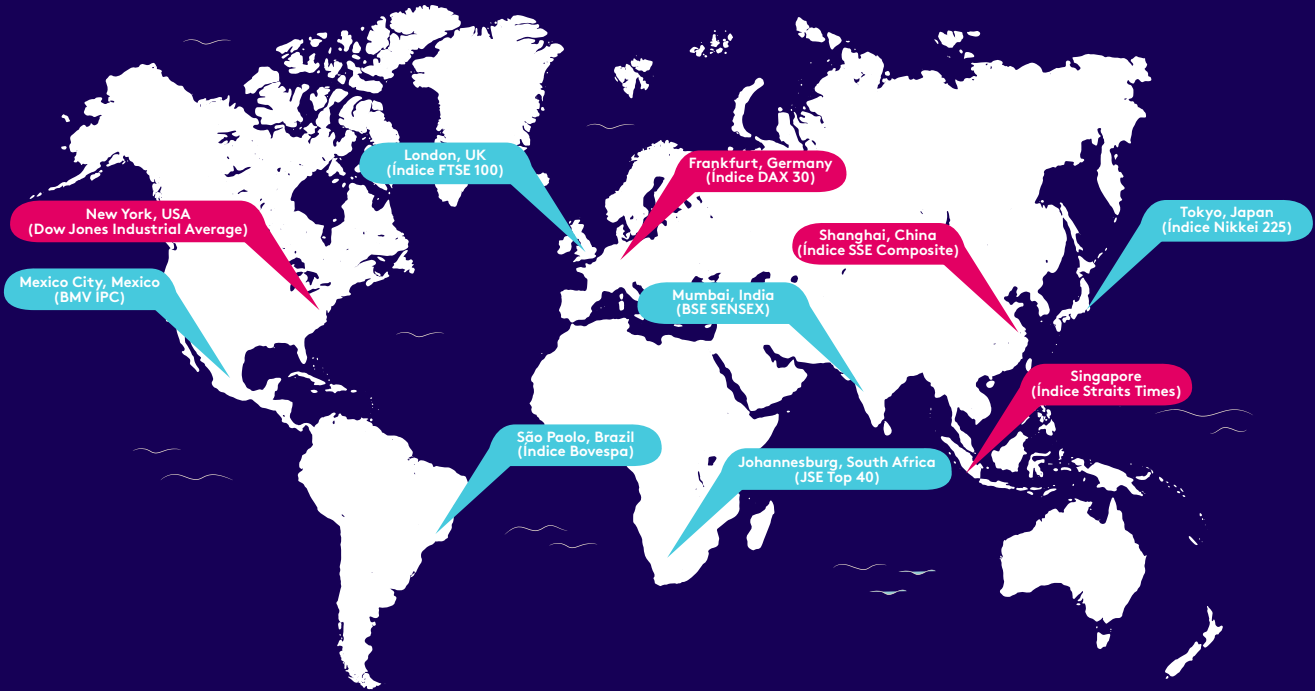 London, UK
(Índice FTSE 100)
Frankfurt, Germany
(Índice DAX 30)
New York, USA
(Dow Jones Industrial Average)
Tokyo, Japan
(Índice Nikkei 225)
Shanghai, China
(Índice SSE Composite)
Mexico City, Mexico
(BMV IPC)
Mumbai, India
(BSE SENSEX)
Singapore
(Índice Straits Times)
São Paolo, Brazil
(Índice Bovespa)
Johannesburg, South Africa
(JSE Top 40)